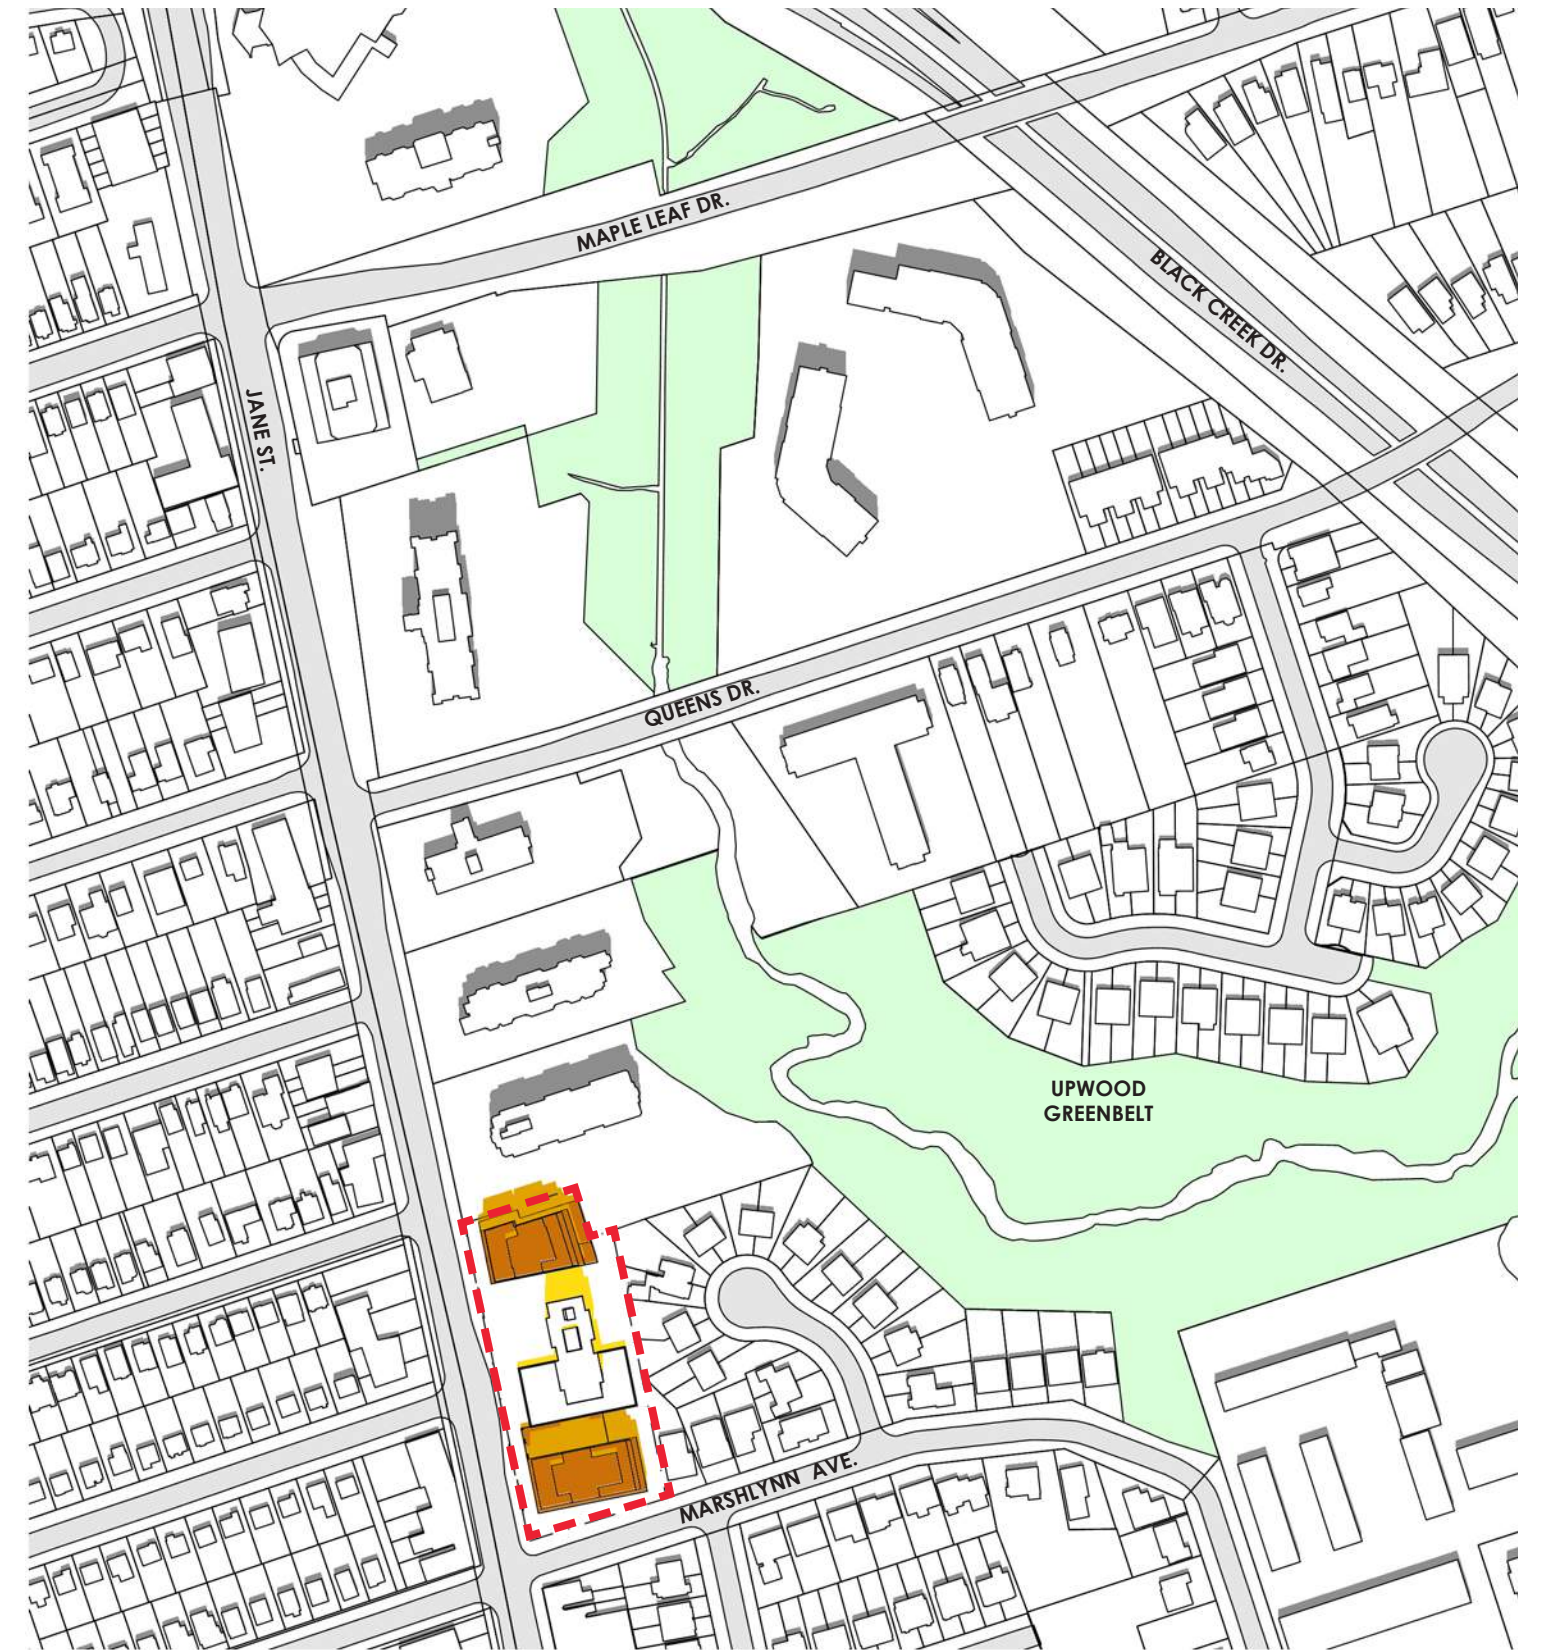 MAPLE LEAF DR.
BLACK CREEK DR.
JANE ST.
QUEENS DR.
UPWOOD
GREENBELT
MARSHLYNN AVE.